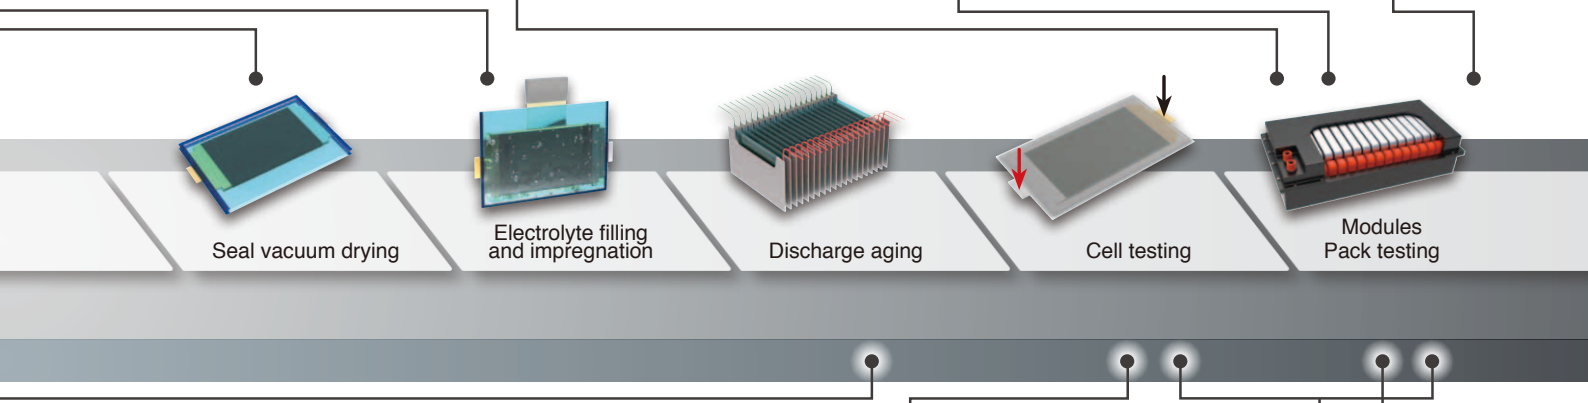 Seal vacuum drying
Electrolyte filling
and impregnation
Discharge aging
Cell testing
Modules
Pack testing